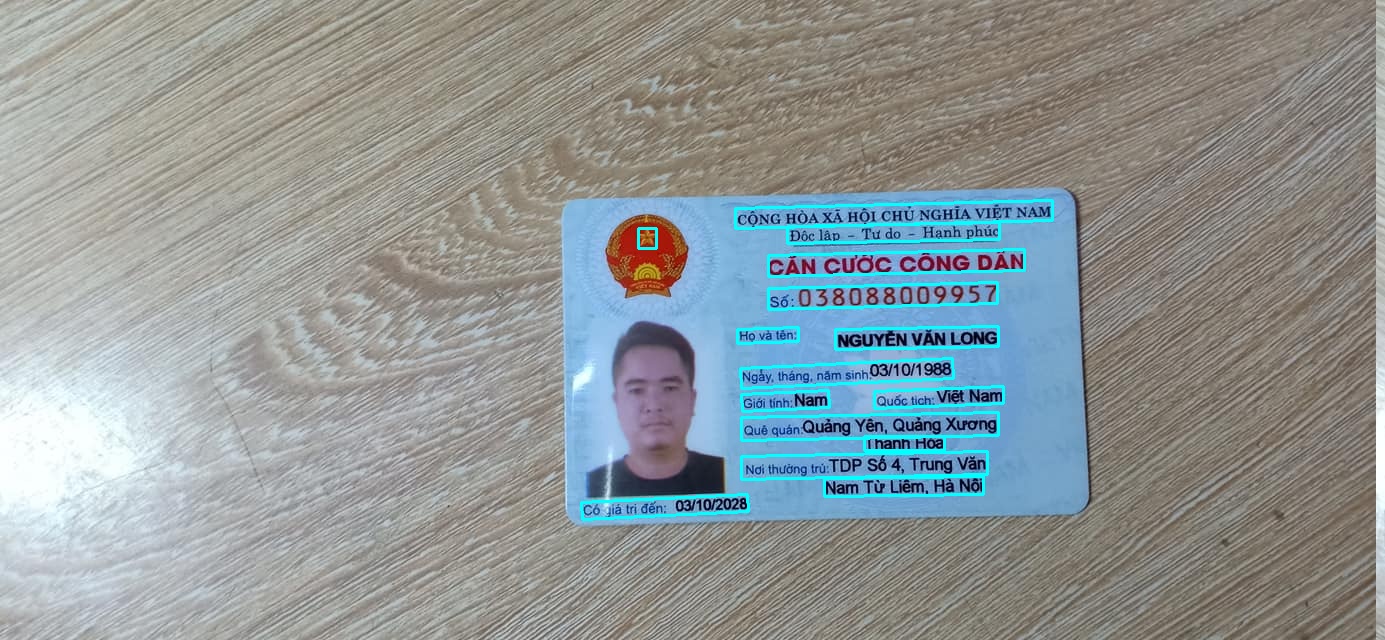 CỘNG HÒA XÃ HỘI CHỦ NGHĨA VIỆT NAM
Độc lập – Tự do – Hạnh phúc
CĂN CƯỚC CÔNG DÂN
Số: 038088009957
Họ và tên: NGUYỄN VĂN LONG
Ngày, tháng, năm sinh: 03/10/1988
Giới tính: Nam Quốc tịch: Việt Nam
Quê quán: Quảng Yên, Quảng Xương
Thanh Hóa
Nơi thường trú: TDP Số 4, Trung Văn
Nam Từ Liêm, Hà Nội
Có giá trị đến: 03/10/2028
VIỆT NAM